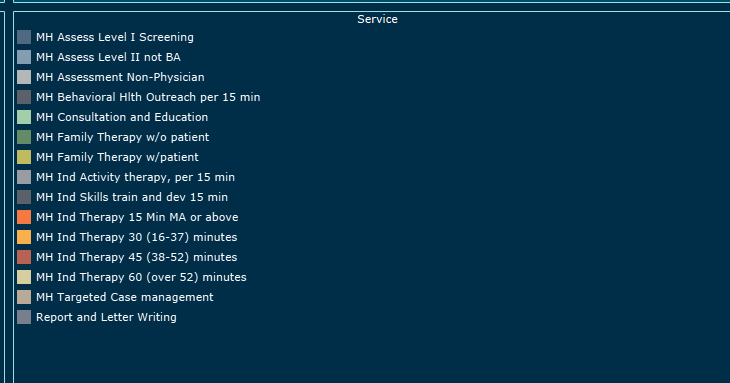 Service
MH Assess Level I Screening
MH Assess Level II not BA
MH Assessment Non-Physician
MH Behavioral Hlth Outreach per 15 min
MH Consultation and Education
MH Family Therapy w/o patient
MH Family Therapy w/patient
MH Ind Activity therapy, per 15 min
MH Ind Skills train and dev 15 min
MH Ind Therapy 15 Min MA or above
MH Ind Therapy 30 (16-37) minutes
MH Ind Therapy 45 (38-52) minutes
MH Ind Therapy 60 (over 52) minutes
MH Targeted Case management
Report and Letter Writing